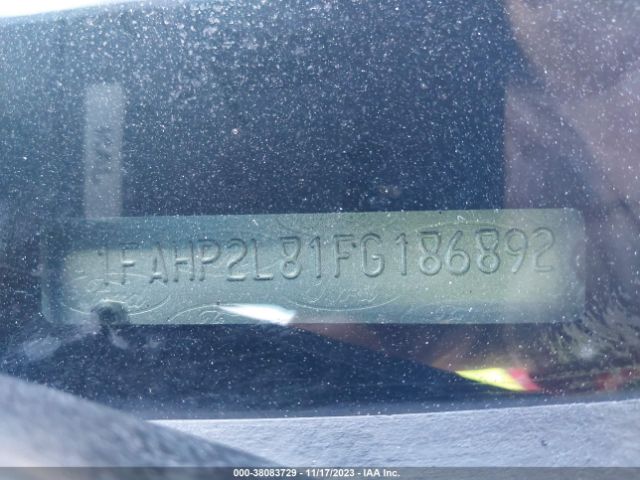 1FAHP2L81FG186892
000-38083729 - 11/17/2023 - IAA Inc.